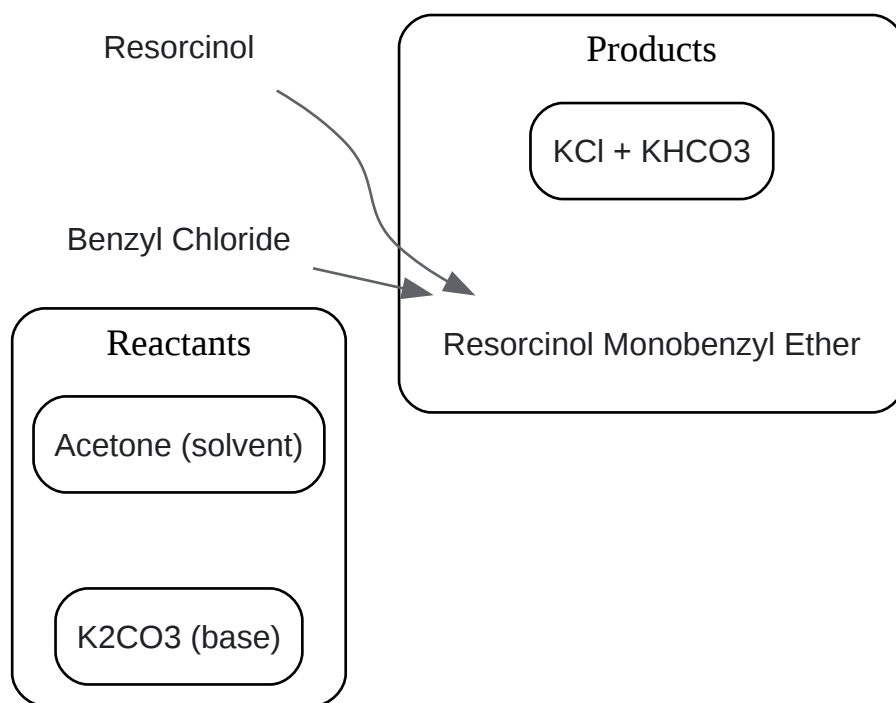 Resorcinol
Products
KCl + KHCO3
Benzyl Chloride
Reactants
Resorcinol Monobenzyl Ether
Acetone (solvent)
K2CO3 (base)